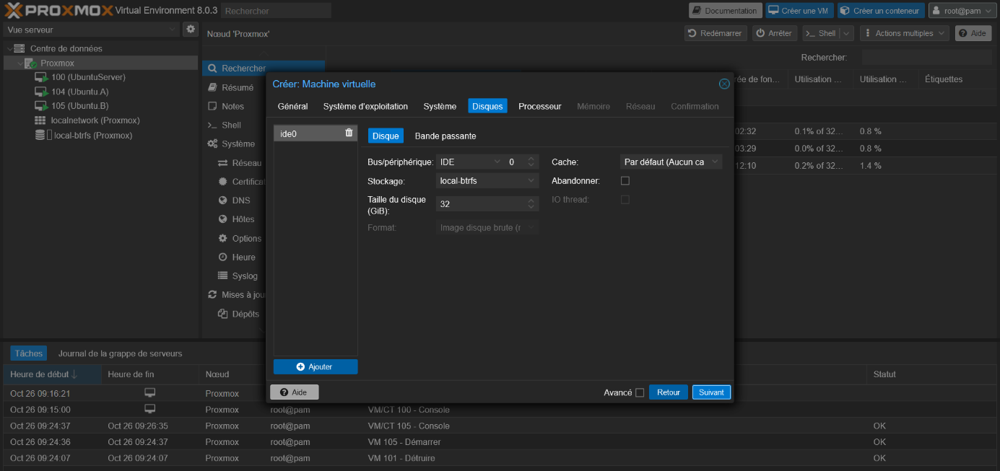 PROXMOX Virtual Environment 8.0.3 Rechercher Documentation Créer une VM Créer un conteneur root@pam
Vue serveur
Nœud 'Proxmox' Redémarrer Arrêter Shell Actions multiples Aide
Centre de données
Proxmox
100 (UbuntuServer)
104 (Ubuntu.A)
105 (Ubuntu.B)
localnetwork (Proxmox)
local-btrfs (Proxmox)
Rechercher
Résumé
Notes
Shell
Système
Réseau
Certificat
DNS
Hôtes
Options
Heure
Syslog
Mises à jou
Dépôts
Rechercher:
rée de fon... Utilisation ... Utilisation ... Étiquettes
02:32 0.1% of 32... 0.8 %
03:29 0.0% of 32... 0.8 %
12:10 0.2% of 32... 1.4 %
Créer: Machine virtuelle
Général Système d'exploitation Système Disques Processeur Mémoire Réseau Confirmation
ide0
Disque Bande passante
Bus/périphérique: IDE 0 Cache: Par défaut (Aucun ca
Stockage: local-btrfs Abandonner:
Taille du disque
(GiB): 32 IO thread:
Format: Image disque brute (r
Ajouter
Aide Avancé Retour Suivant
Tâches Journal de la grappe de serveurs
Heure de début Heure de fin Nœud Statut
Oct 26 09:16:21 Proxmox
Oct 26 09:15:00 Proxmox root@pam VM/CT 100 - Console
Oct 26 09:24:37 Oct 26 09:26:35 Proxmox root@pam VM/CT 105 - Console OK
Oct 26 09:24:36 Oct 26 09:24:37 Proxmox root@pam VM 105 - Démarrer OK
Oct 26 09:24:07 Oct 26 09:24:07 Proxmox root@pam VM 101 - Détruire OK